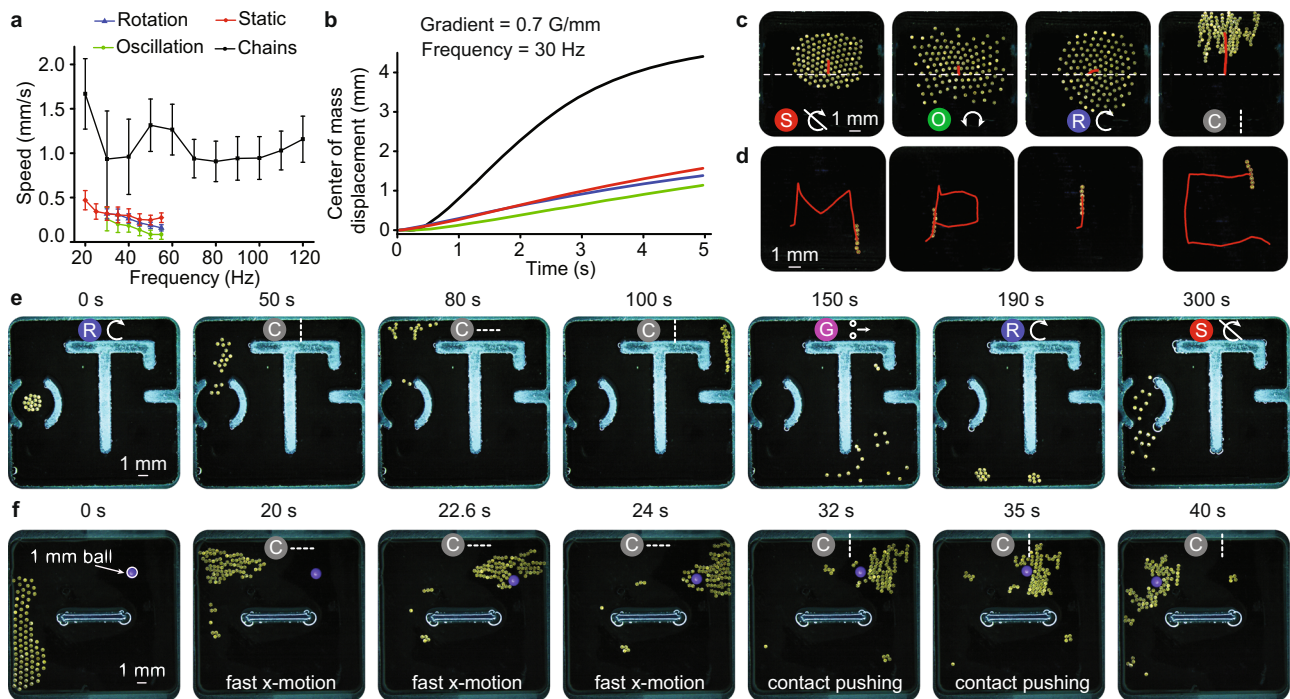 a
Rotation
Static
Oscillation
Chains
2.0
1.5
1.0
0.5
0.0
Speed (mm/s)
20
40
60
80
100
120
Frequency (Hz)
b
Gradient = 0.7 G/mm
Frequency = 30 Hz
4
3
2
1
0
Center of mass
displacement (mm)
0
1
2
3
4
5
Time (s)
c
S
1 mm
O
R
C
d
1 mm
e
0 s
50 s
80 s
100 s
150 s
190 s
300 s
R
C
C
C
G
R
S
1 mm
f
0 s
20 s
22.6 s
24 s
32 s
35 s
40 s
C
C
C
C
C
C
1 mm ball
1 mm
fast x-motion
fast x-motion
fast x-motion
contact pushing
contact pushing